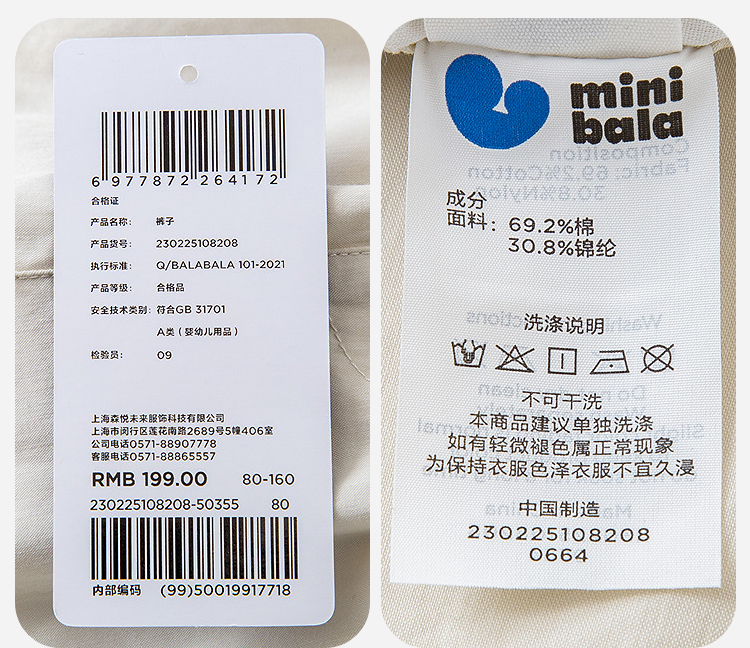 6 977872 264172
合格证
产品名称： 裤子
产品货号： 230225108208
执行标准： Q/BALABALA 101-2021
产品等级： 合格品
安全技术类别：符合GB 31701
A类（婴幼儿用品）
检验员： 09
上海森悦未来服饰科技有限公司
上海市闵行区莲花南路2689号5幢406室
公司电话0571-88907778
客服电话0571-88865557
RMB 199.00 80-160
230225108208-50355 80
内部编码 (99)50019917718
mini
bala
Composition
Fabric: 69.2%Cotton
30.8%Nylon
成分
面料：69.2%棉
30.8%锦纶
洗涤说明
不可干洗
本商品建议单独洗涤
如有轻微褪色属正常现象
为保持衣服色泽衣服不宜久浸
中国制造
230225108208
0664